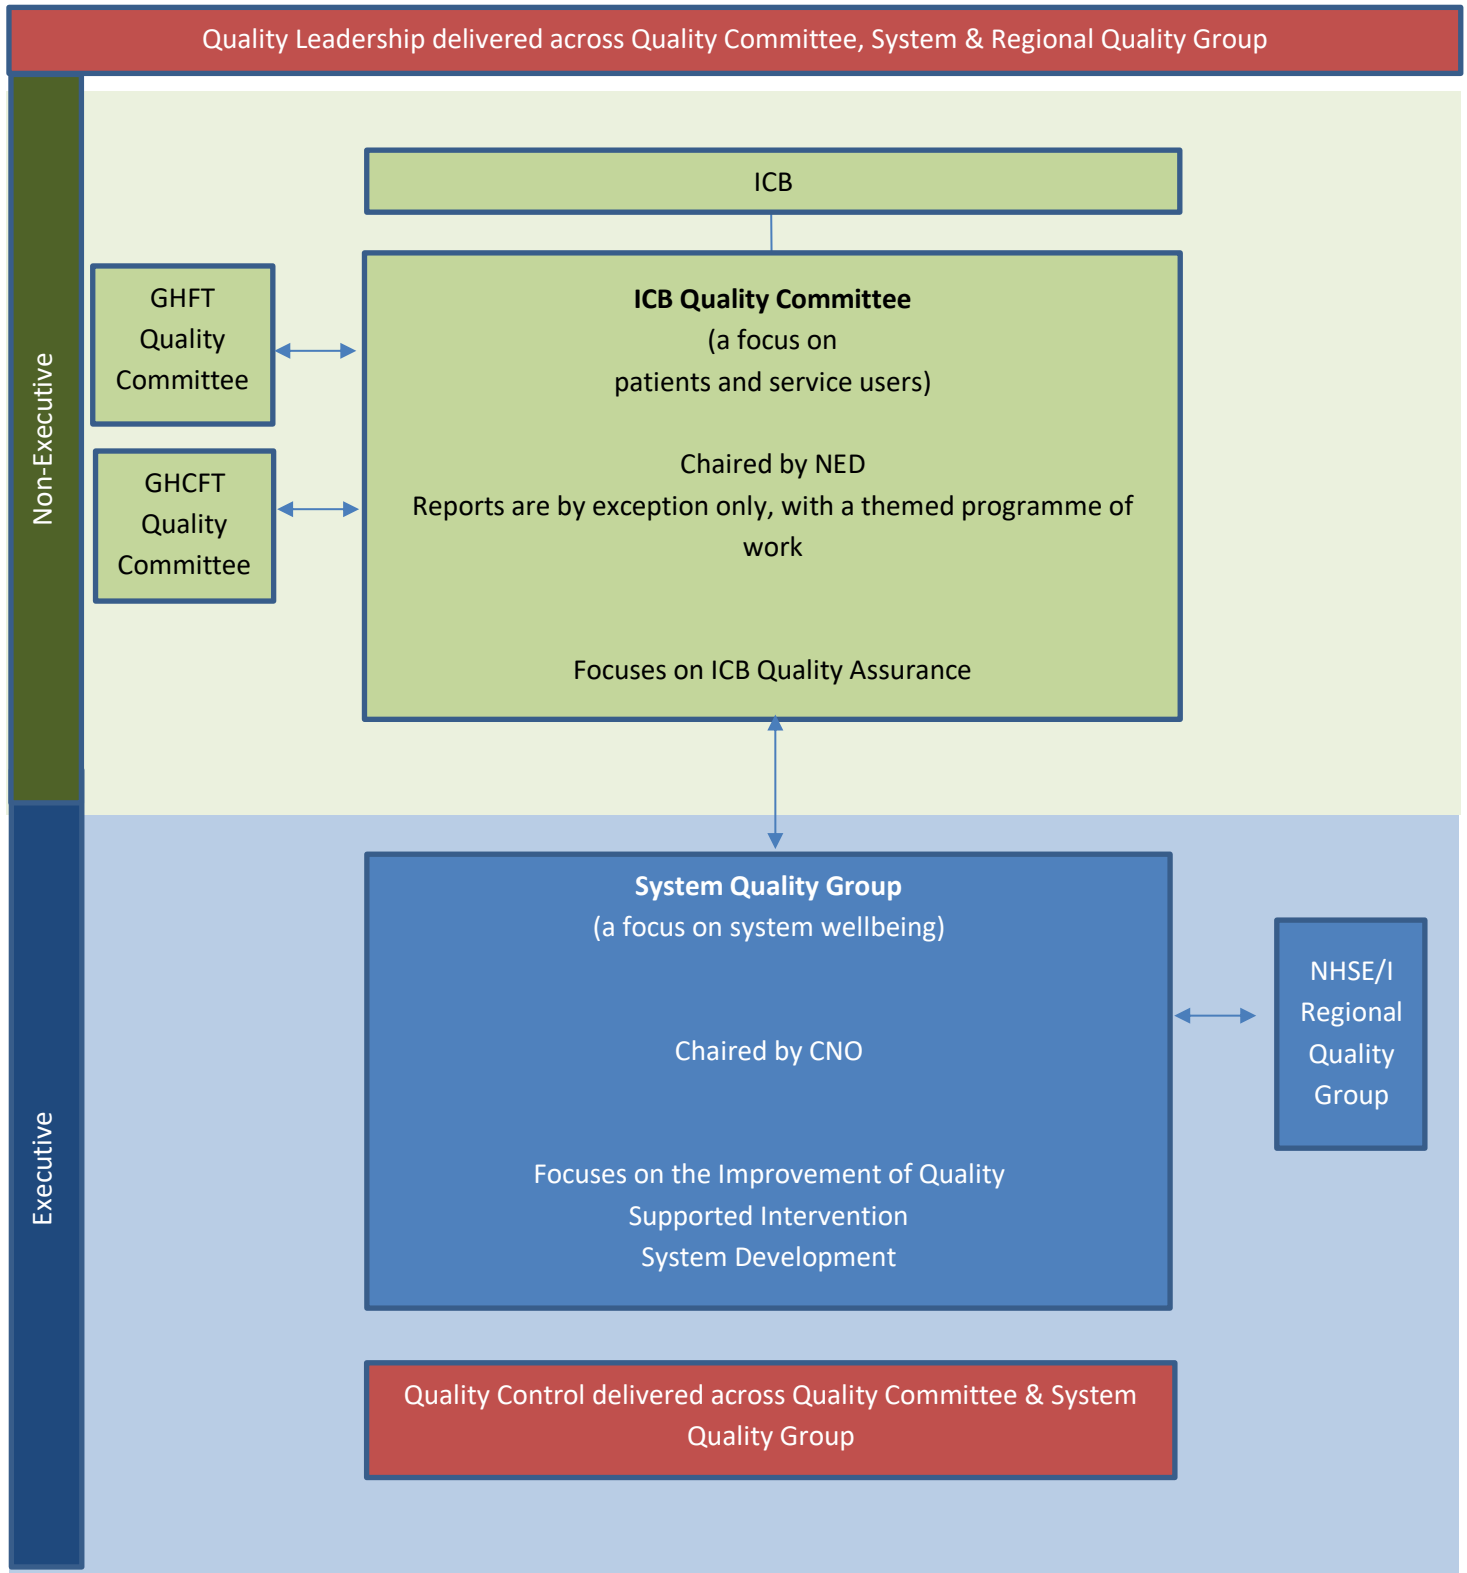 Quality Leadership delivered across Quality Committee, System & Regional Quality Group
Non-Executive
ICB
GHFT
Quality
Committee
GHCFT
Quality
Committee
ICB Quality Committee
(a focus on
patients and service users)
Chaired by NED
Reports are by exception only, with a themed programme of
work
Focuses on ICB Quality Assurance
Executive
System Quality Group
(a focus on system wellbeing)
Chaired by CNO
Focuses on the Improvement of Quality
Supported Intervention
System Development
NHSE/I
Regional
Quality
Group
Quality Control delivered across Quality Committee & System
Quality Group